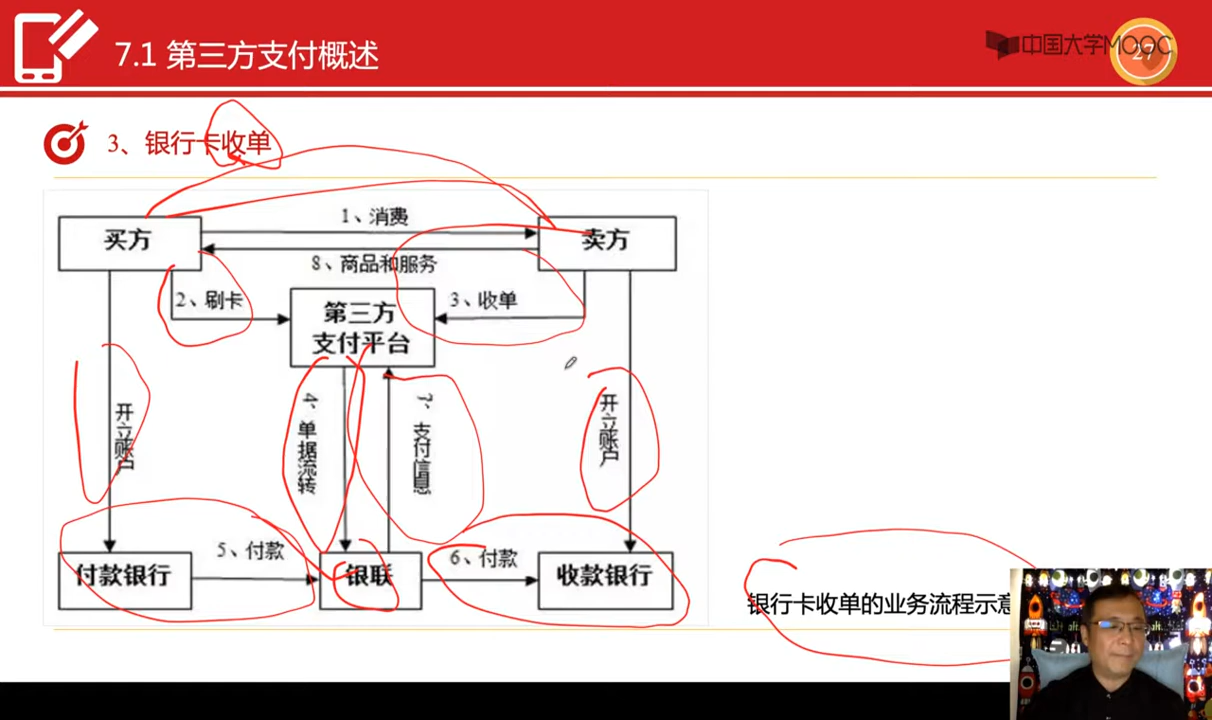 7.1 第三方支付概述
中国大学MOOC
27
3、银行卡收单
1、消费
买方
卖方
8、商品和服务
2、刷卡
第三方
支付平台
3、收单
开立账户
4、单据流转
7、支付信息
开立账户
5、付款
6、付款
付款银行
银联
收款银行
银行卡收单的业务流程示意